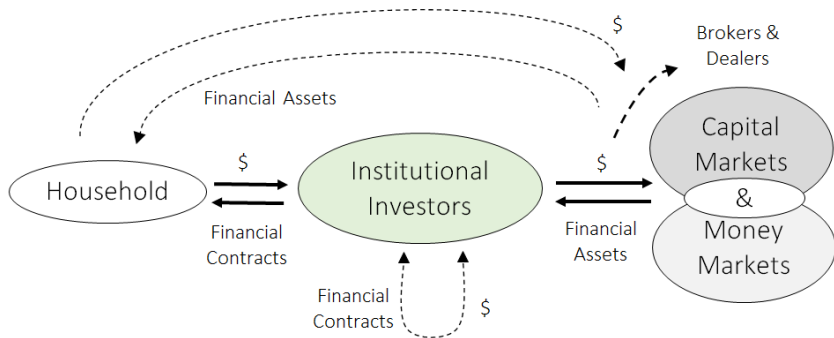 $
Brokers &
Dealers
Financial Assets
Capital
Markets
&
Money
Markets
Household
$
Financial
Contracts
Institutional
Investors
$
Financial
Assets
Financial
Contracts
$